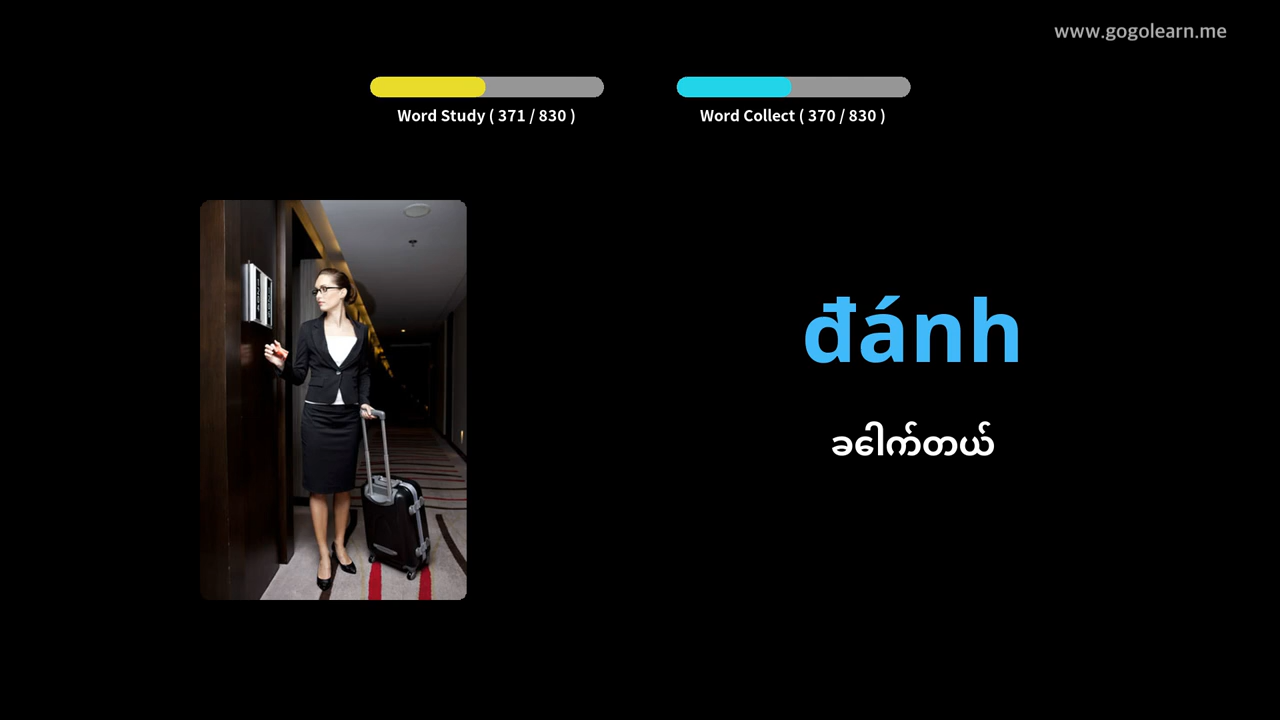 www.gogolearn.me
Word Study ( 371 / 830 )
Word Collect ( 370 / 830 )
đánh
ခေါက်တယ်